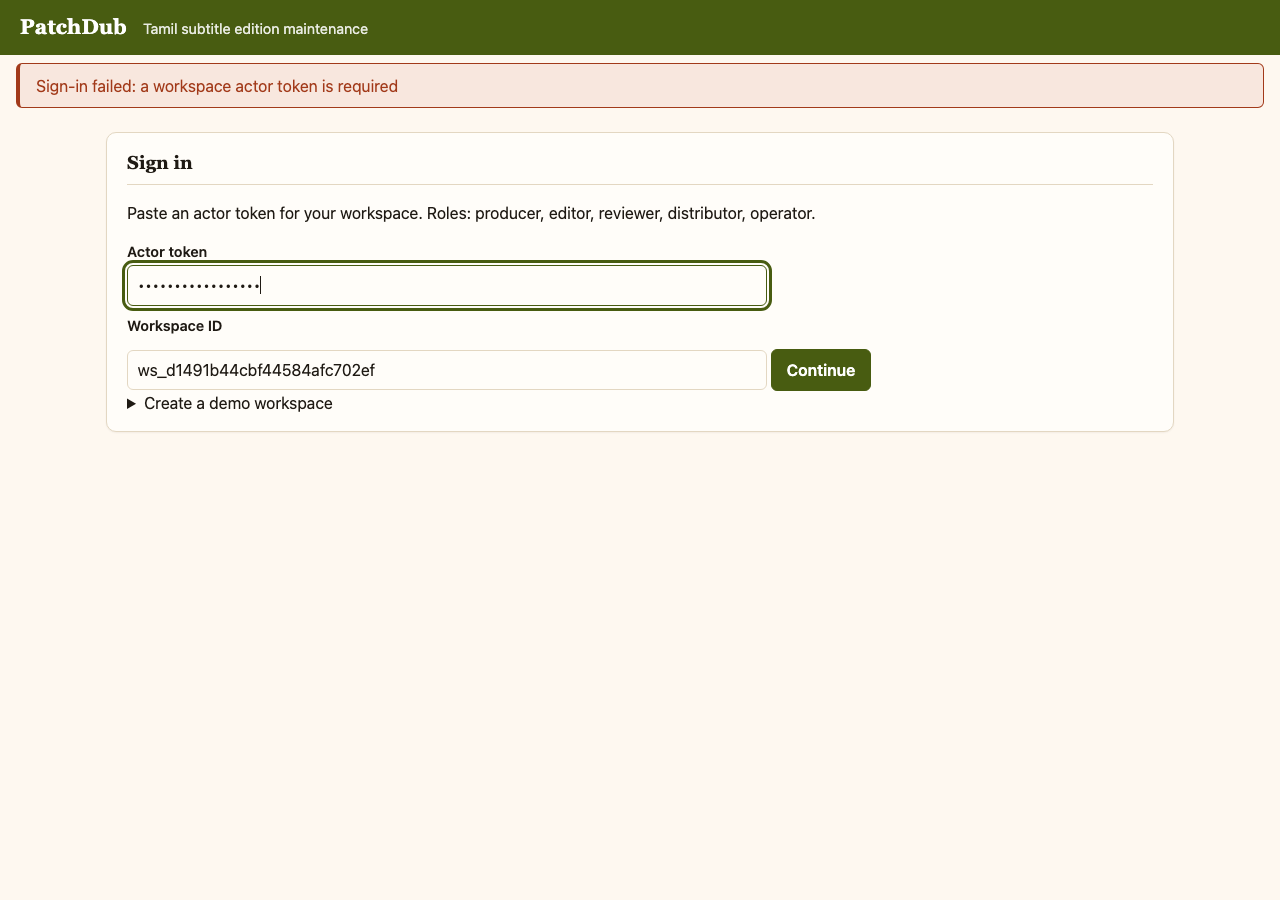 PatchDub Tamil subtitle edition maintenance
Sign-in failed: a workspace actor token is required
Sign in
Paste an actor token for your workspace. Roles: producer, editor, reviewer, distributor, operator.
Actor token
•••••••••••••••••
Workspace ID
ws_d1491b44cbf44584afc702ef Continue
Create a demo workspace